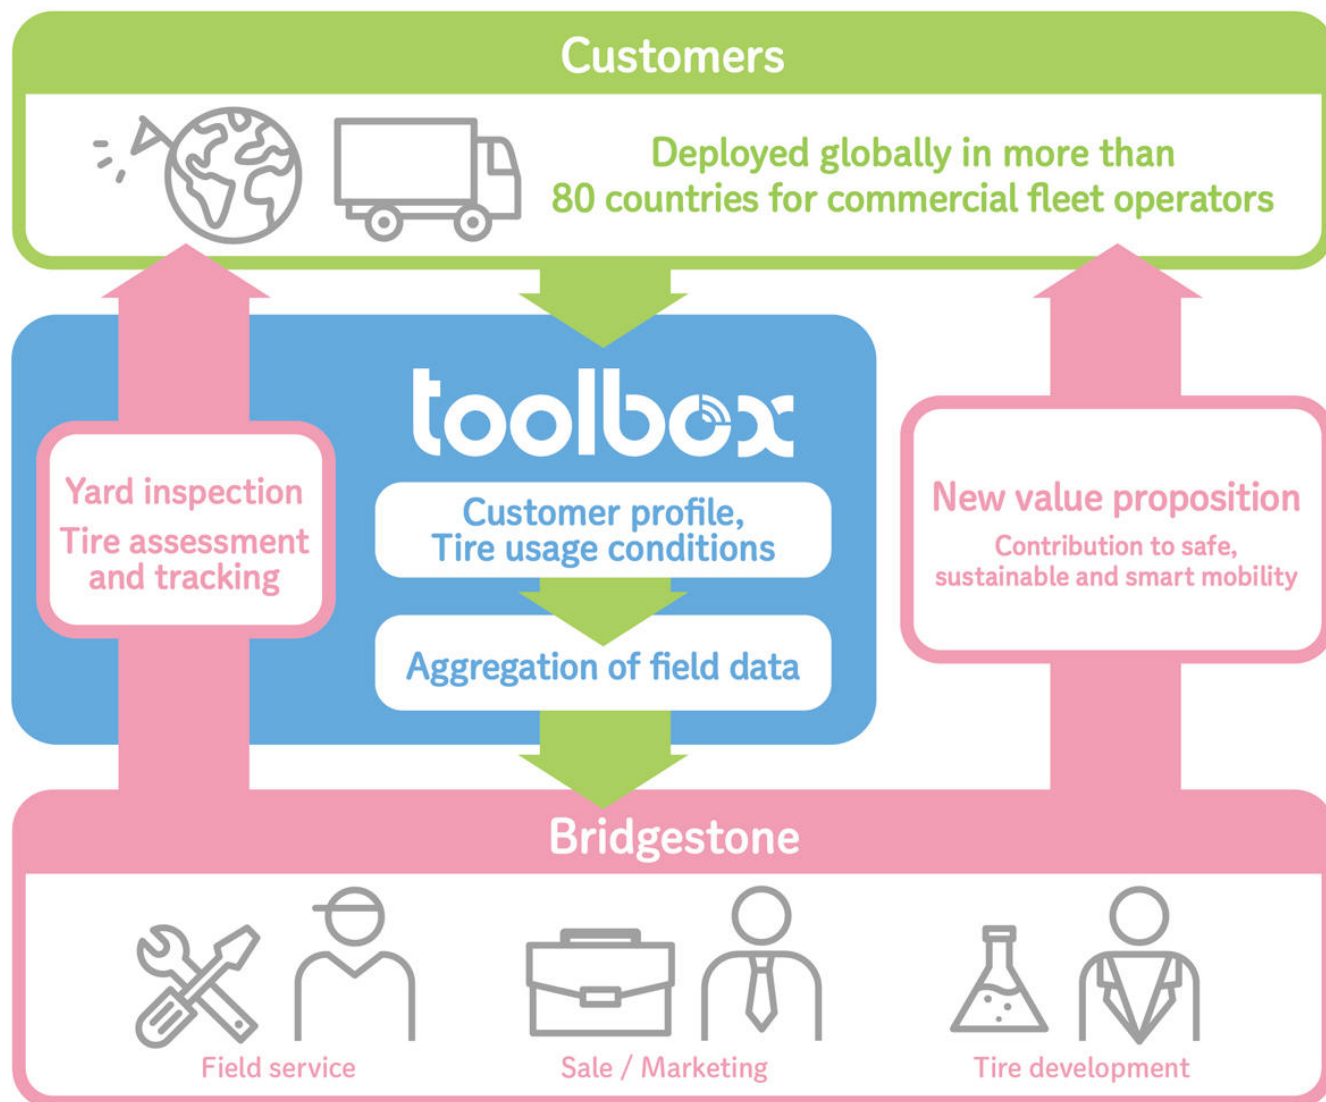 Customers
Deployed globally in more than
80 countries for commercial fleet operators
toolbox
Yard inspection
Tire assessment
and tracking
Customer profile,
Tire usage conditions
Aggregation of field data
New value proposition
Contribution to safe,
sustainable and smart mobility
Bridgestone
Field service
Sale / Marketing
Tire development